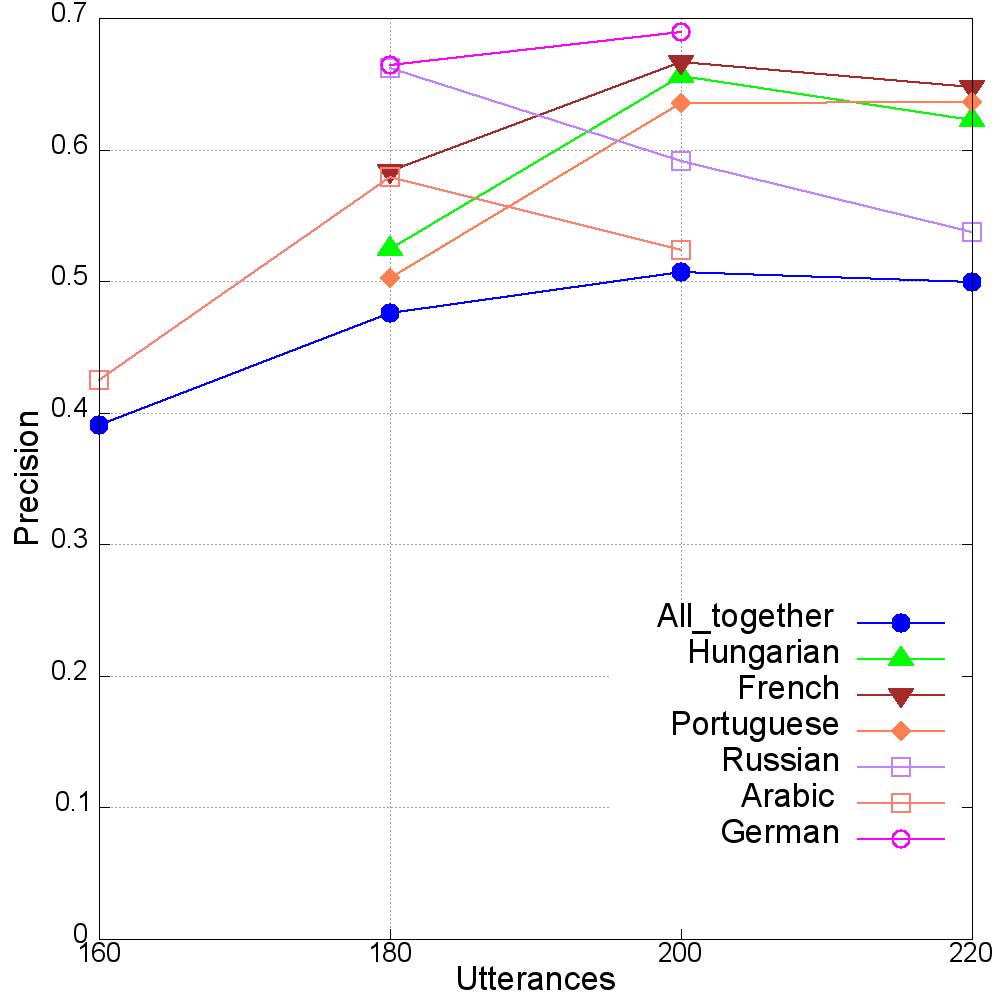 0.7
0.6
0.5
0.4
0.3
0.2
0.1
0
Precision
All_together
Hungarian
French
Portuguese
Russian
Arabic
German
160 180 200 220
Utterances